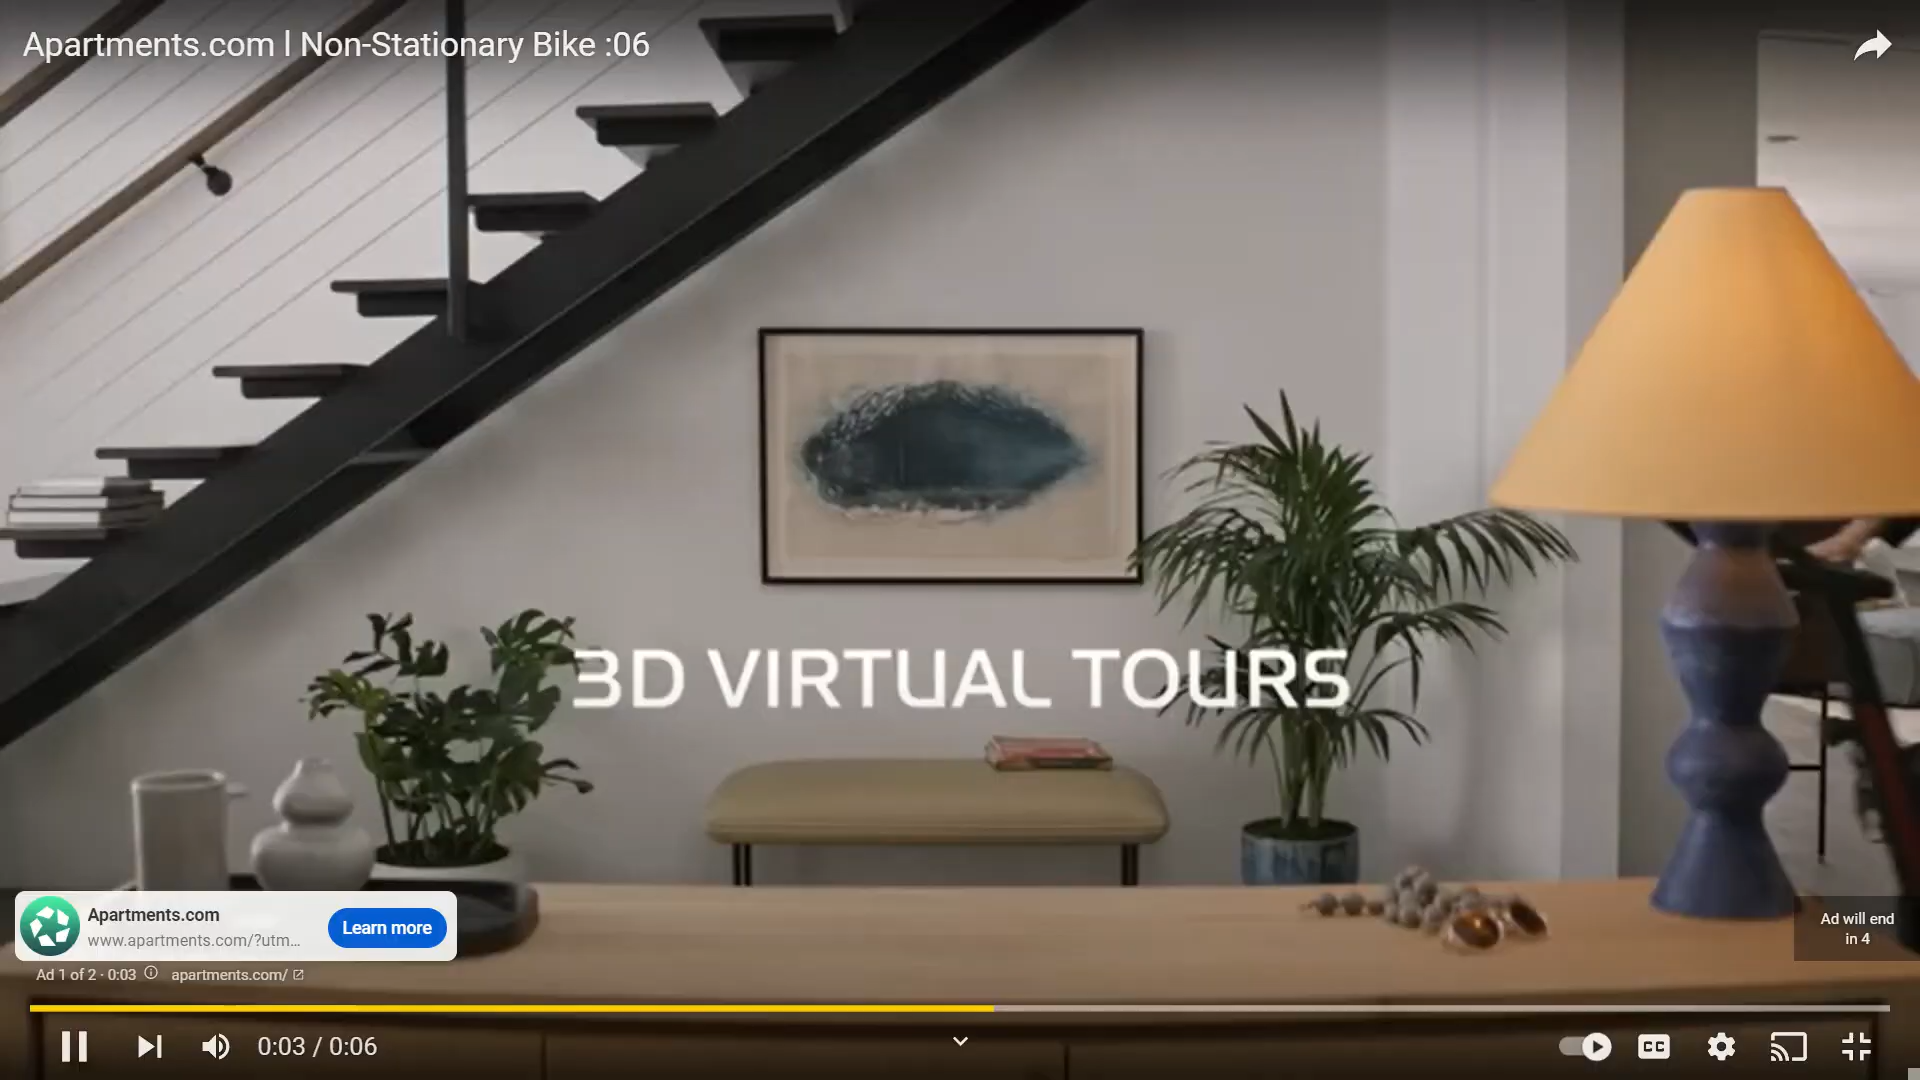 Apartments.com l Non-Stationary Bike :06
3D VIRTUAL TOURS
Apartments.com
www.apartments.com/?utm...
Learn more
Ad will end
in 4
Ad 1 of 2 · 0:03
apartments.com/
0:03 / 0:06
CC